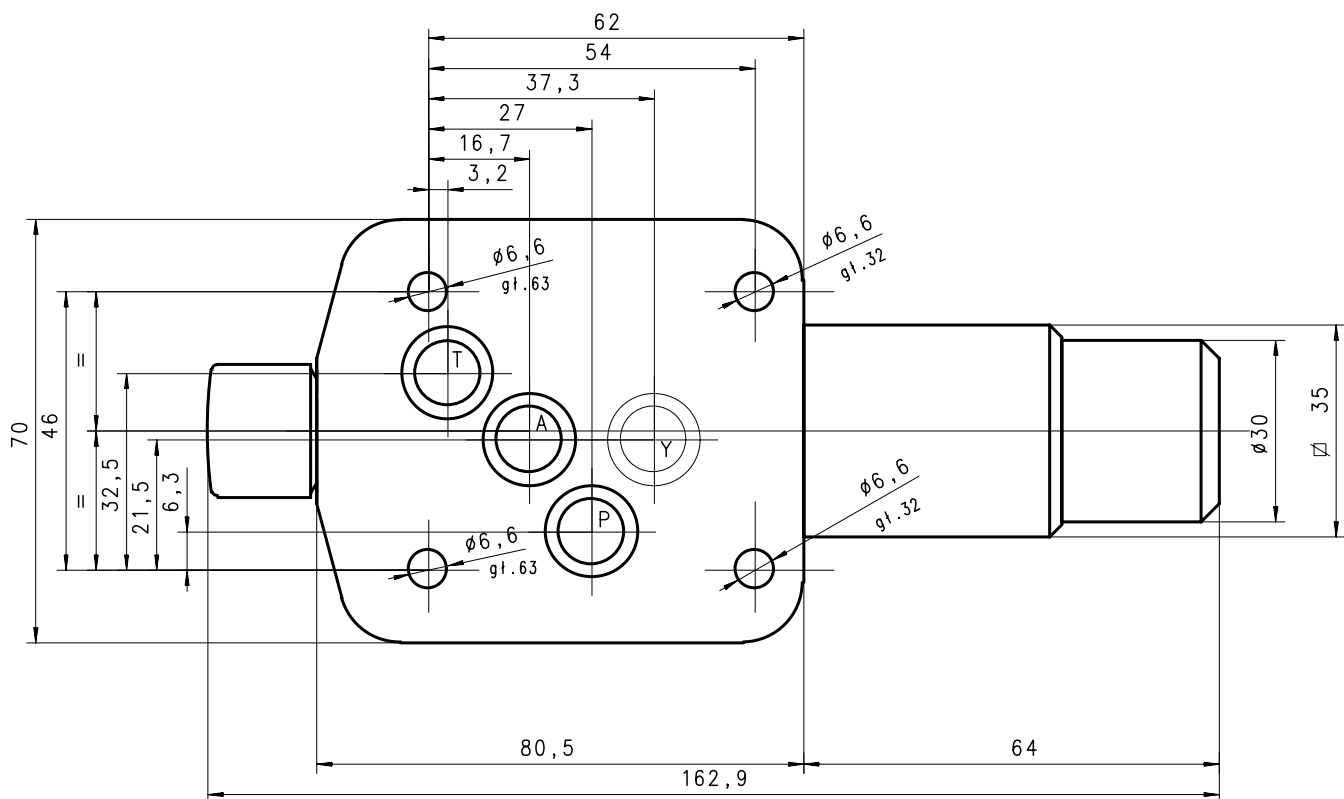 62
54
37,3
27
16,7
3,2
ø6,6
gł.63
ø6,6
gł.32
T
A
Y
P
70
46
=
=
32,5
21,5
6,3
ø6,6
gł.63
ø6,6
gł.32
ø30
35
80,5
64
162,9